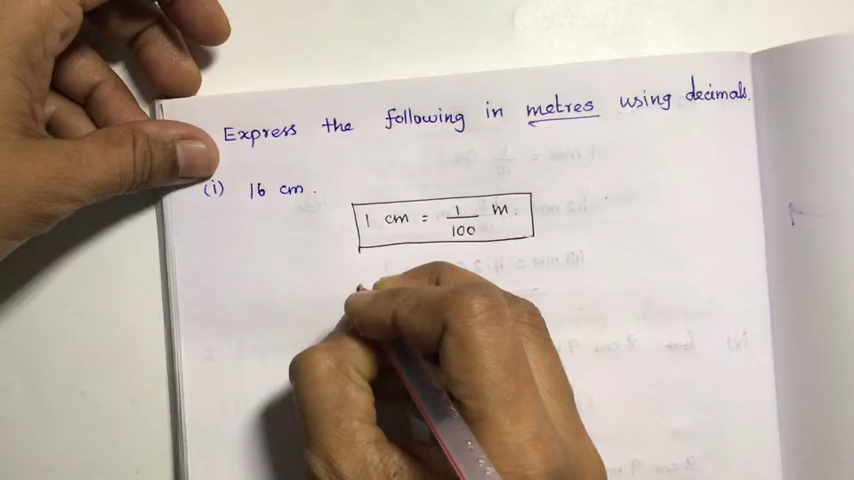 Express the following in metres using decimals.
(i) 16 cm.
1 cm = 1/100 m.